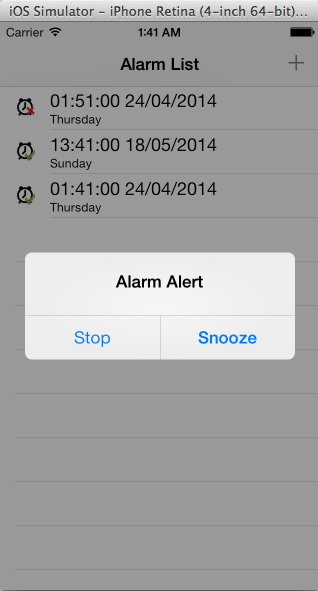 iOS Simulator – iPhone Retina (4-inch 64-bit)...
Carrier 1:41 AM
Alarm List +
01:51:00 24/04/2014
Thursday
13:41:00 18/05/2014
Sunday
01:41:00 24/04/2014
Thursday
Alarm Alert
Stop Snooze